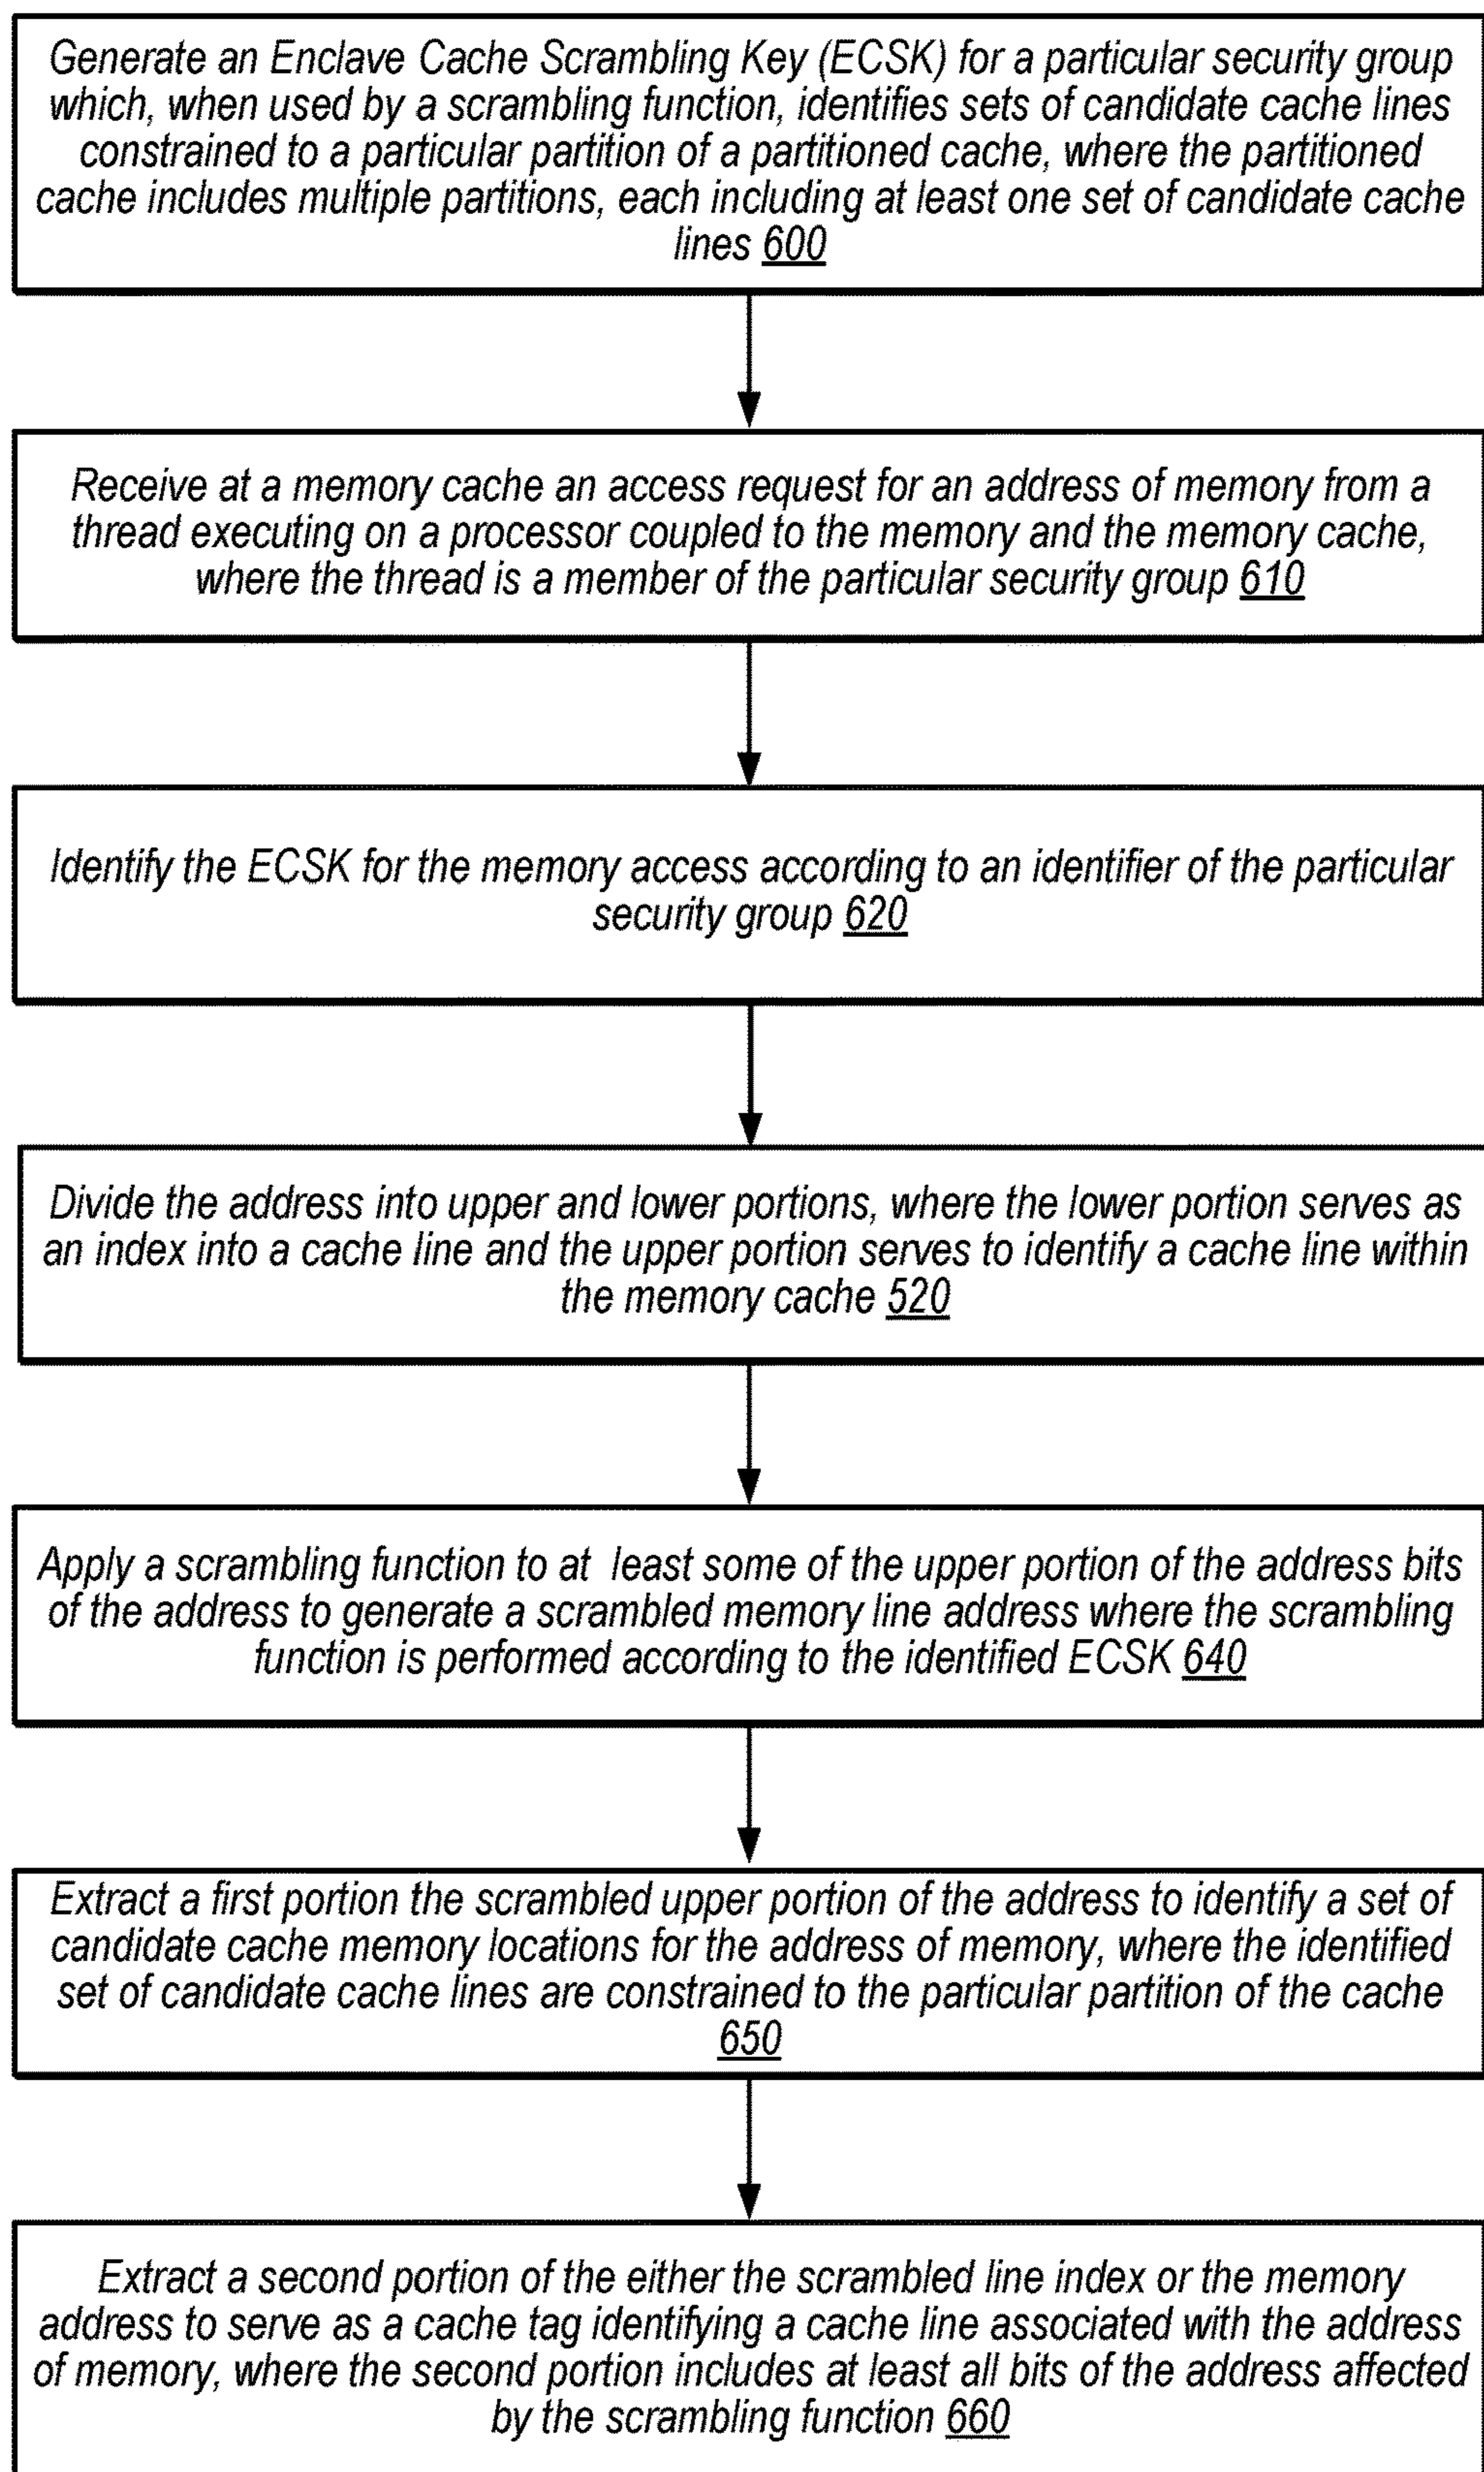 Generate an Enclave Cache Scrambling Key (ECSK) for a particular security group
which, when used by a scrambling function, identifies sets of candidate cache lines
constrained to a particular partition of a partitioned cache, where the partitioned
cache includes multiple partitions, each including at least one set of candidate cache
lines 600
Receive at a memory cache an access request for an address of memory from a
thread executing on a processor coupled to the memory and the memory cache,
where the thread is a member of the particular security group 610
Identify the ECSK for the memory access according to an identifier of the particular
security group 620
Divide the address into upper and lower portions, where the lower portion serves as
an index into a cache line and the upper portion serves to identify a cache line within
the memory cache 520
Apply a scrambling function to at least some of the upper portion of the address bits
of the address to generate a scrambled memory line address where the scrambling
function is performed according to the identified ECSK 640
Extract a first portion the scrambled upper portion of the address to identify a set of
candidate cache memory locations for the address of memory, where the identified
set of candidate cache lines are constrained to the particular partition of the cache
650
Extract a second portion of the either the scrambled line index or the memory
address to serve as a cache tag identifying a cache line associated with the address
of memory, where the second portion includes at least all bits of the address affected
by the scrambling function 660